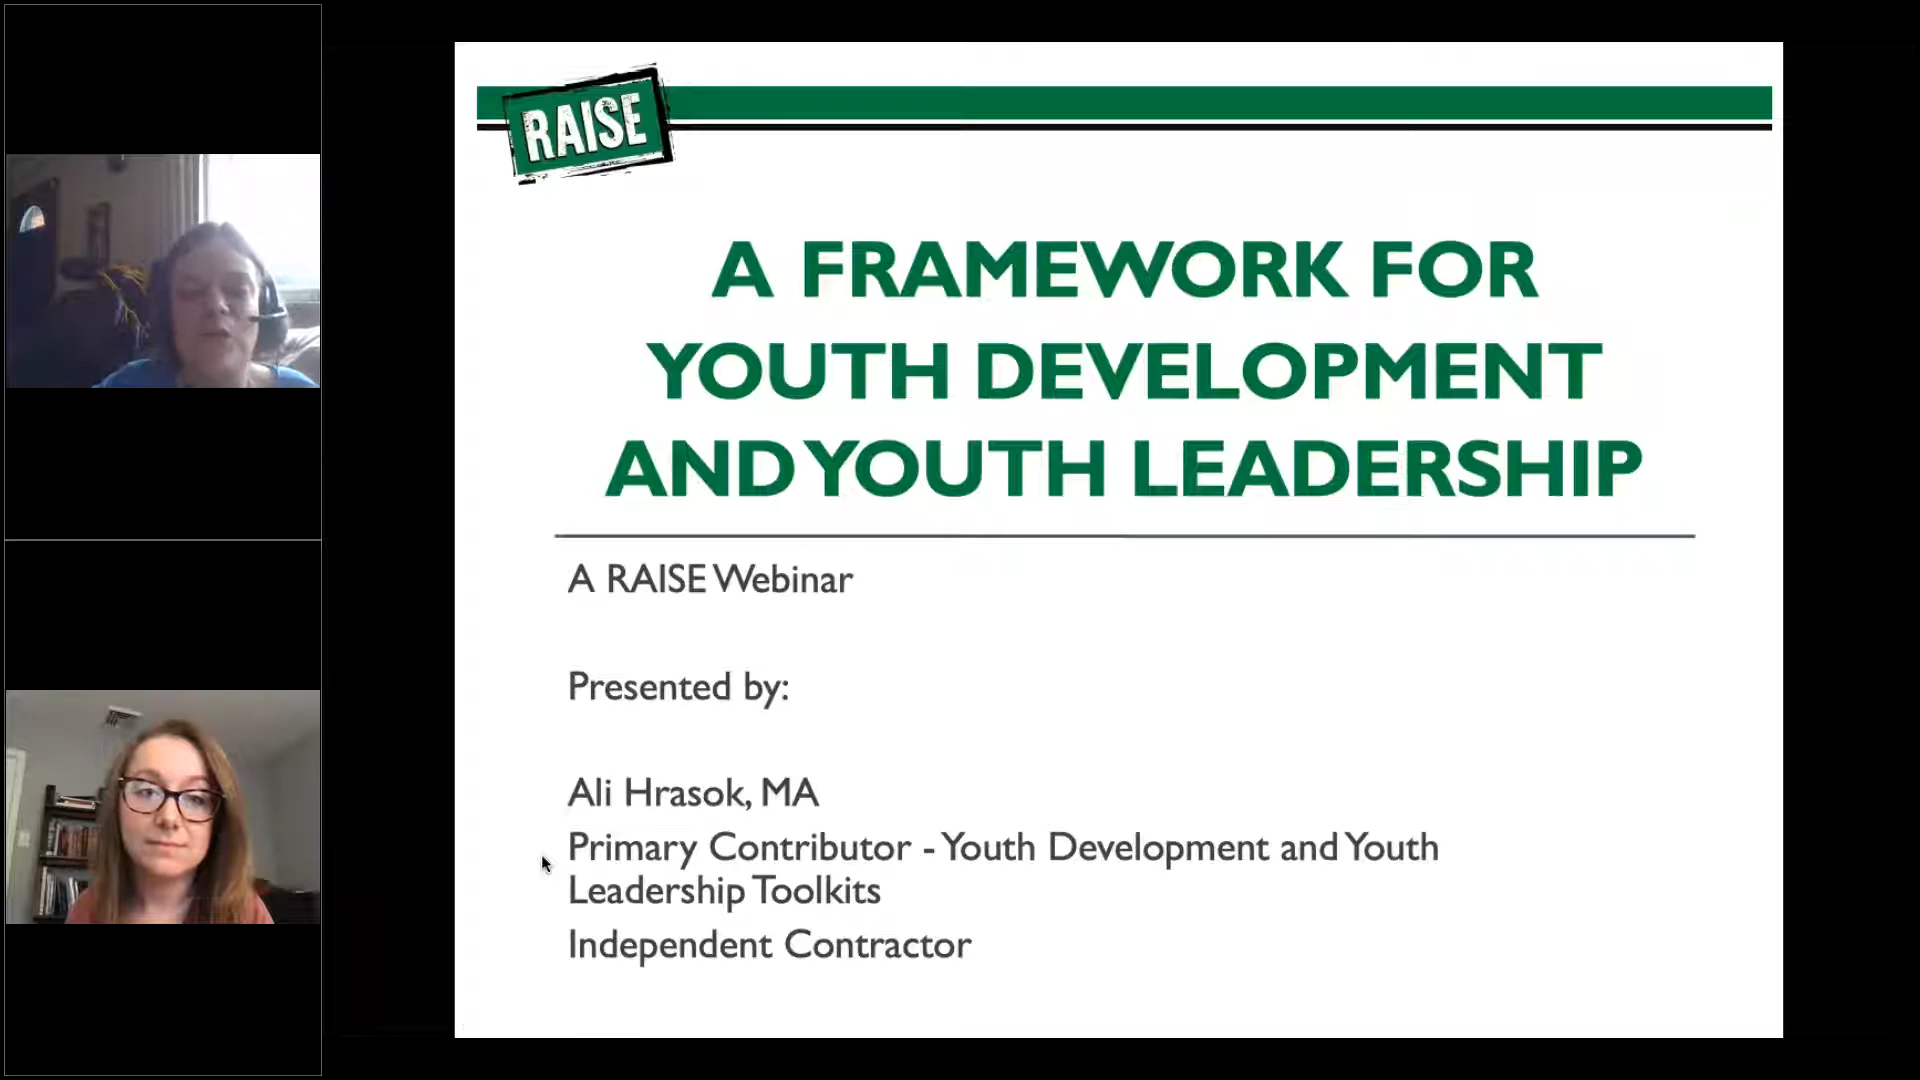 RAISE
A FRAMEWORK FOR
YOUTH DEVELOPMENT
AND YOUTH LEADERSHIP
A RAISE Webinar
Presented by:
Ali Hrasok, MA
Primary Contributor - Youth Development and Youth
Leadership Toolkits
Independent Contractor